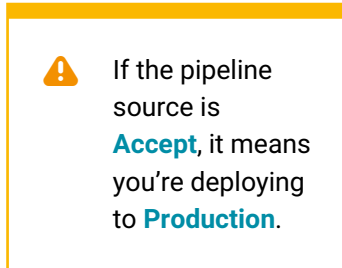 If the pipeline
source is
Accept, it means
you’re deploying
to Production.